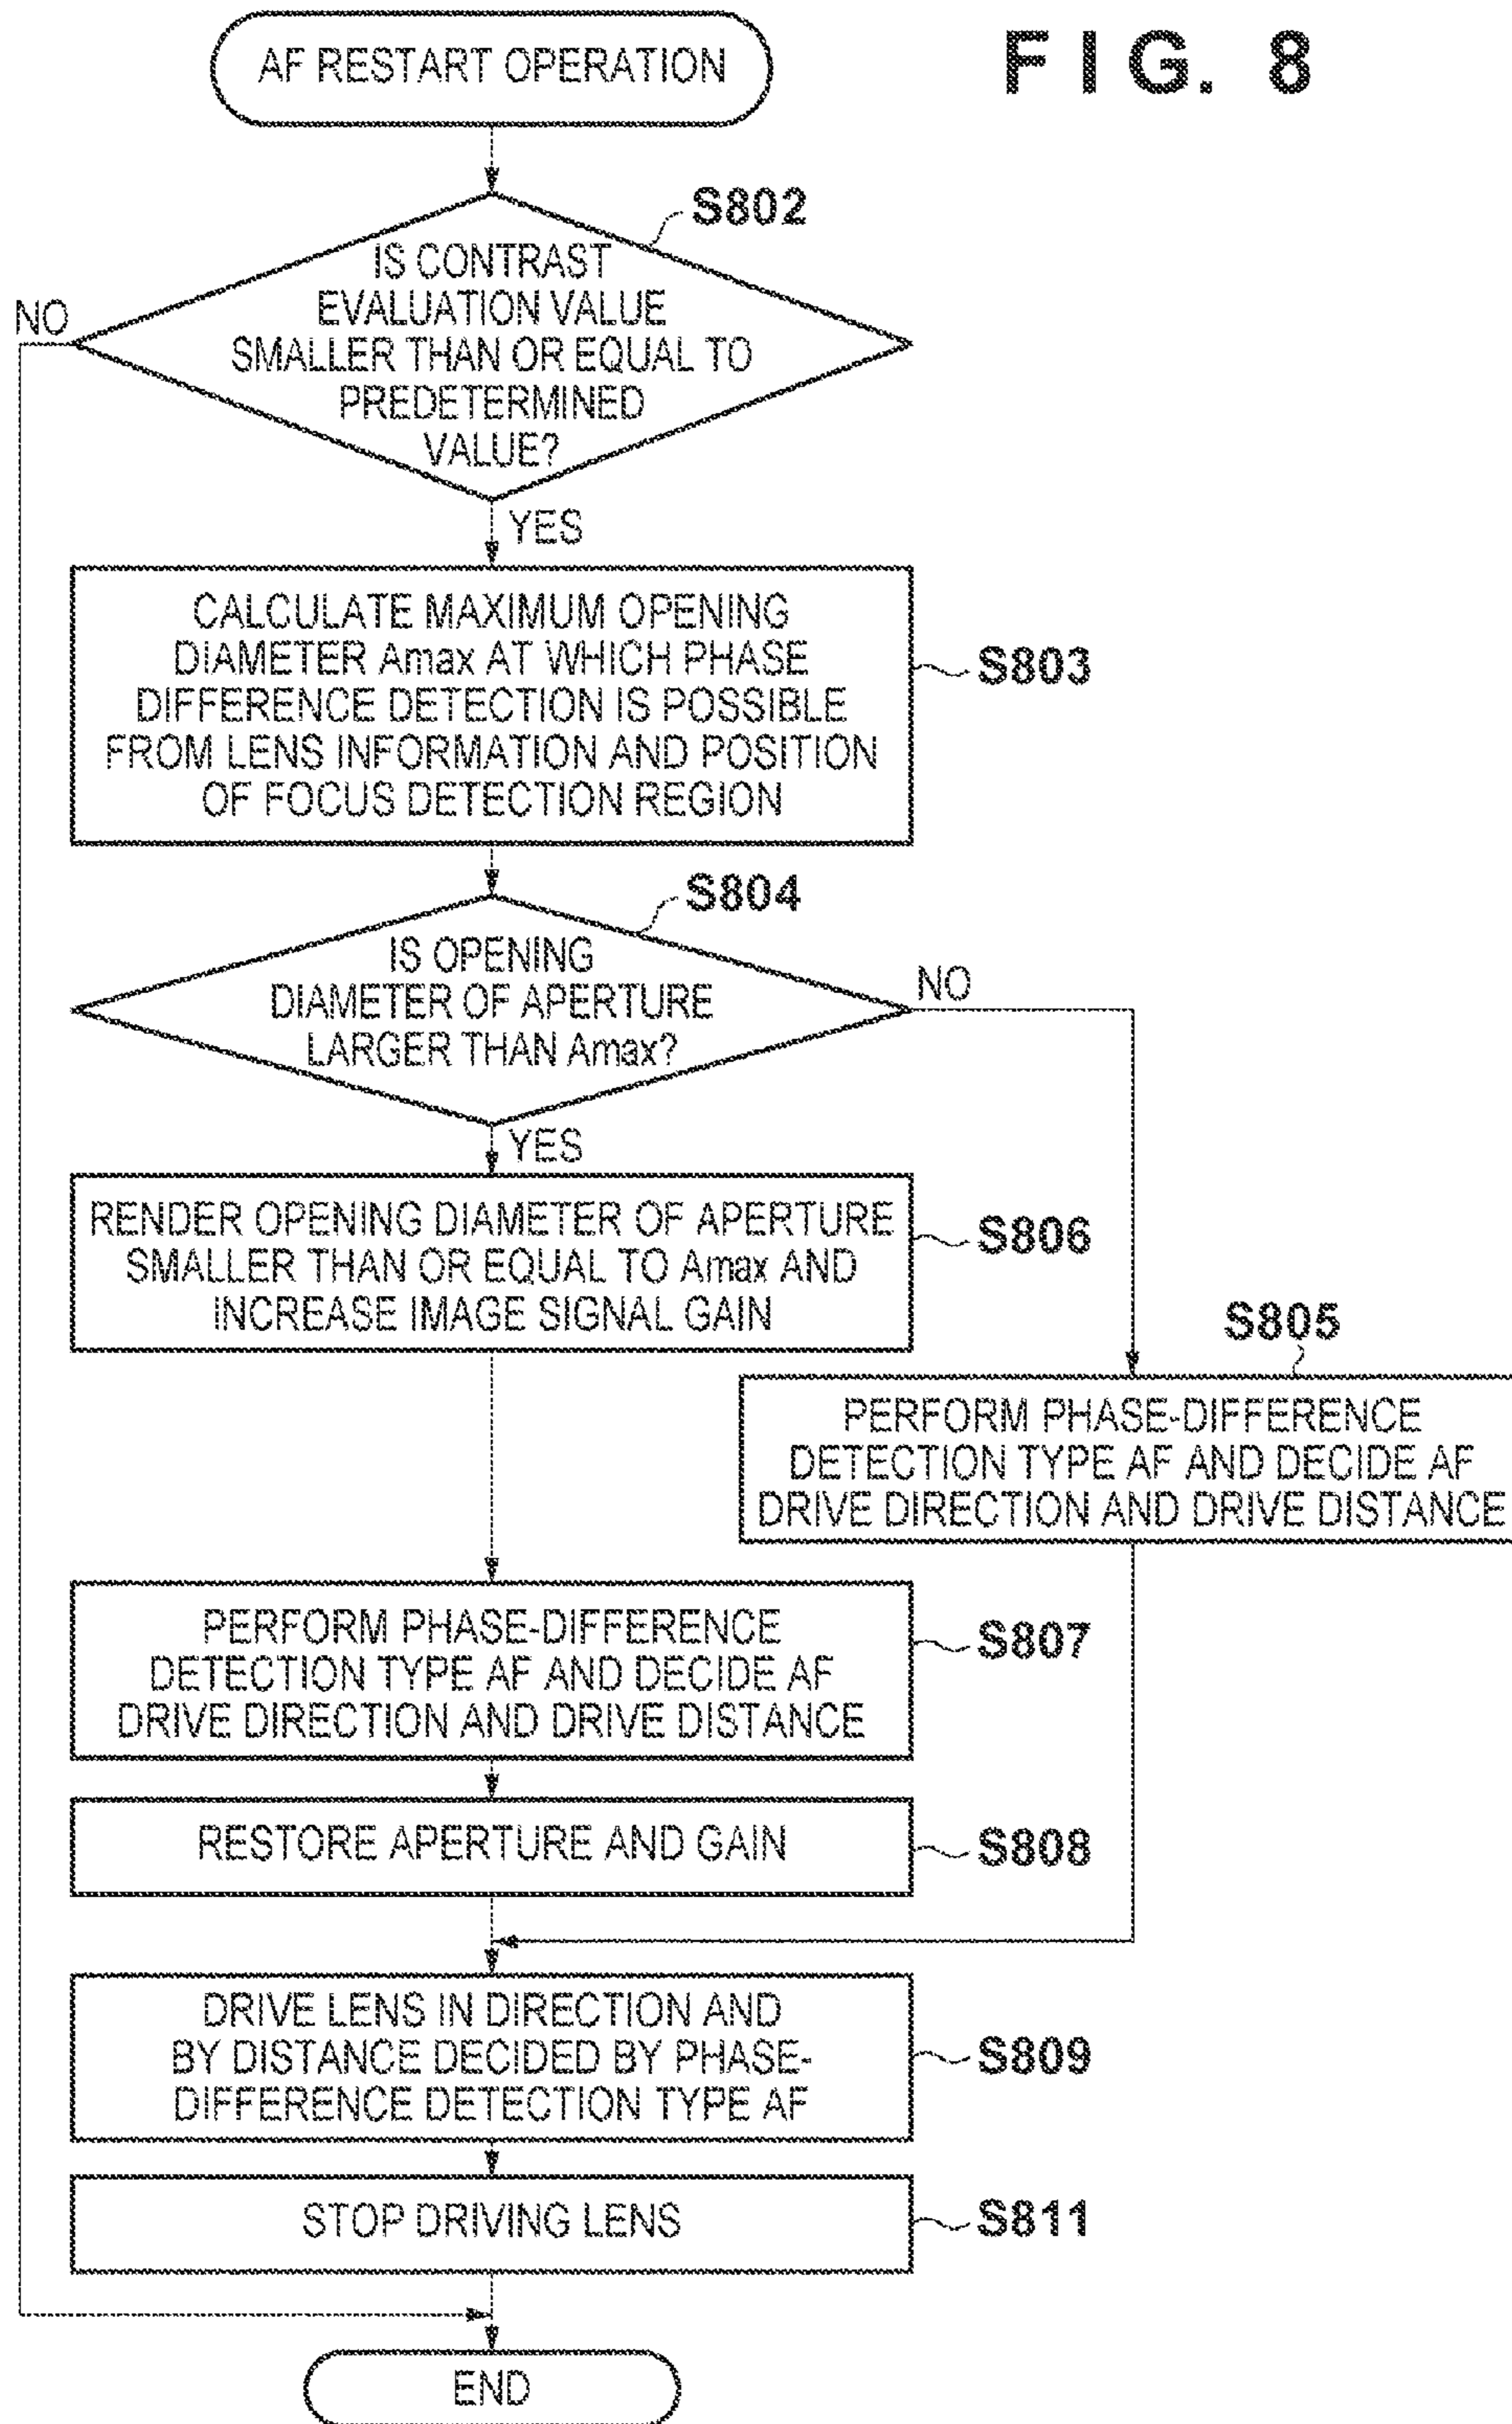 FIG. 8
AF RESTART OPERATION
S802
IS CONTRAST
EVALUATION VALUE
SMALLER THAN OR EQUAL TO
PREDETERMINED
VALUE?
NO
YES
CALCULATE MAXIMUM OPENING
DIAMETER Amax AT WHICH PHASE
DIFFERENCE DETECTION IS POSSIBLE
FROM LENS INFORMATION AND POSITION
OF FOCUS DETECTION REGION
S803
S804
IS OPENING
DIAMETER OF APERTURE
LARGER THAN Amax?
NO
YES
RENDER OPENING DIAMETER OF APERTURE
SMALLER THAN OR EQUAL TO Amax AND
INCREASE IMAGE SIGNAL GAIN
S806
S805
PERFORM PHASE-DIFFERENCE
DETECTION TYPE AF AND DECIDE AF
DRIVE DIRECTION AND DRIVE DISTANCE
PERFORM PHASE-DIFFERENCE
DETECTION TYPE AF AND DECIDE AF
DRIVE DIRECTION AND DRIVE DISTANCE
S807
RESTORE APERTURE AND GAIN
S808
DRIVE LENS IN DIRECTION AND
BY DISTANCE DECIDED BY PHASE-
DIFFERENCE DETECTION TYPE AF
S809
STOP DRIVING LENS
S811
END